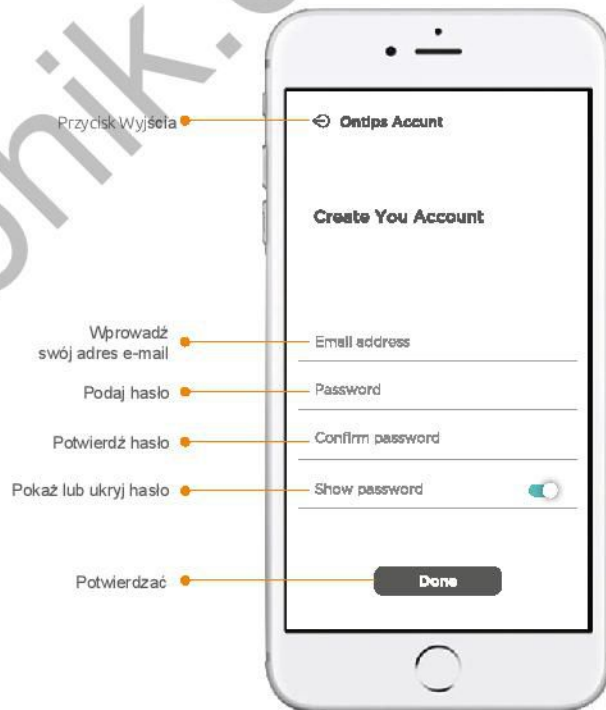 onik.
Przycisk Wyjścia
Ontips Accunt
Create You Account
Wprowadź
swój adres e-mail
Email address
Podaj hasło
Password
Potwierdź hasło
Confirm password
Pokaż lub ukryj hasło
Show password
Potwierdzać
Done